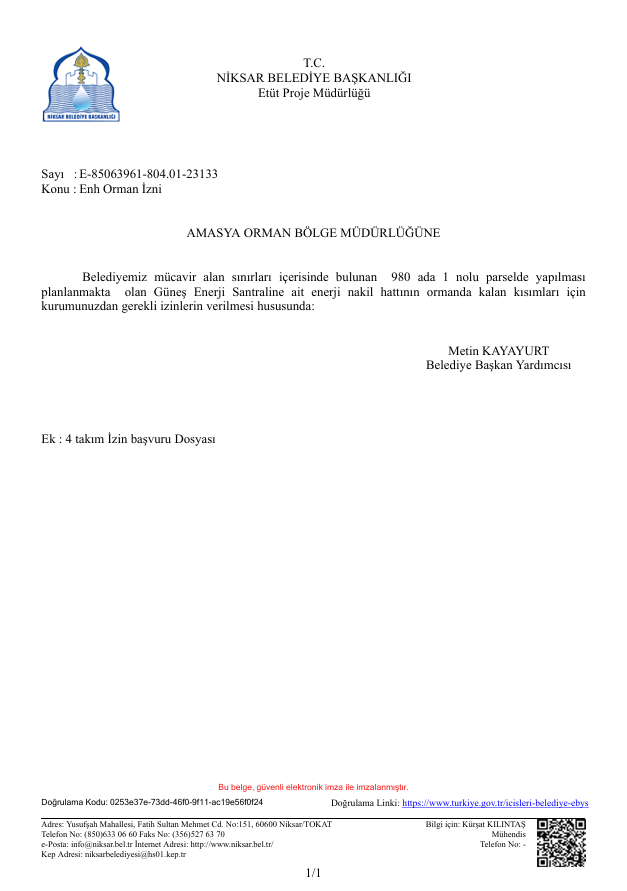 NİKSAR BELEDİYE BAŞKANLIĞI
T.C.
NİKSAR BELEDİYE BAŞKANLIĞI
Etüt Proje Müdürlüğü
Sayı : E-85063961-804.01-23133
Konu : Enh Orman İzni
AMASYA ORMAN BÖLGE MÜDÜRLÜĞÜNE
Belediyemiz mücavir alan sınırları içerisinde bulunan 980 ada 1 nolu parselde yapılması
planlanmakta olan Güneş Enerji Santraline ait enerji nakil hattının ormanda kalan kısımları için
kurumunuzdan gerekli izinlerin verilmesi hususunda:
Metin KAYAYURT
Belediye Başkan Yardımcısı
Ek : 4 takım İzin başvuru Dosyası
Bu belge, güvenli elektronik imza ile imzalanmıştır.
Doğrulama Kodu: 0253e37e-73dd-46f0-9f11-ac19e56f0f24 Doğrulama Linki: https://www.turkiye.gov.tr/icisleri-belediye-ebys
Adres: Yusufşah Mahallesi, Fatih Sultan Mehmet Cd. No:151, 60600 Niksar/TOKAT Bilgi için: Kürşat KILINTAŞ
Telefon No: (850)633 06 60 Faks No: (356)527 63 70 Mühendis
e-Posta: info@niksar.bel.tr İnternet Adresi: http://www.niksar.bel.tr/ Telefon No: -
Kep Adresi: niksarbelediyesi@hs01.kep.tr
1/1